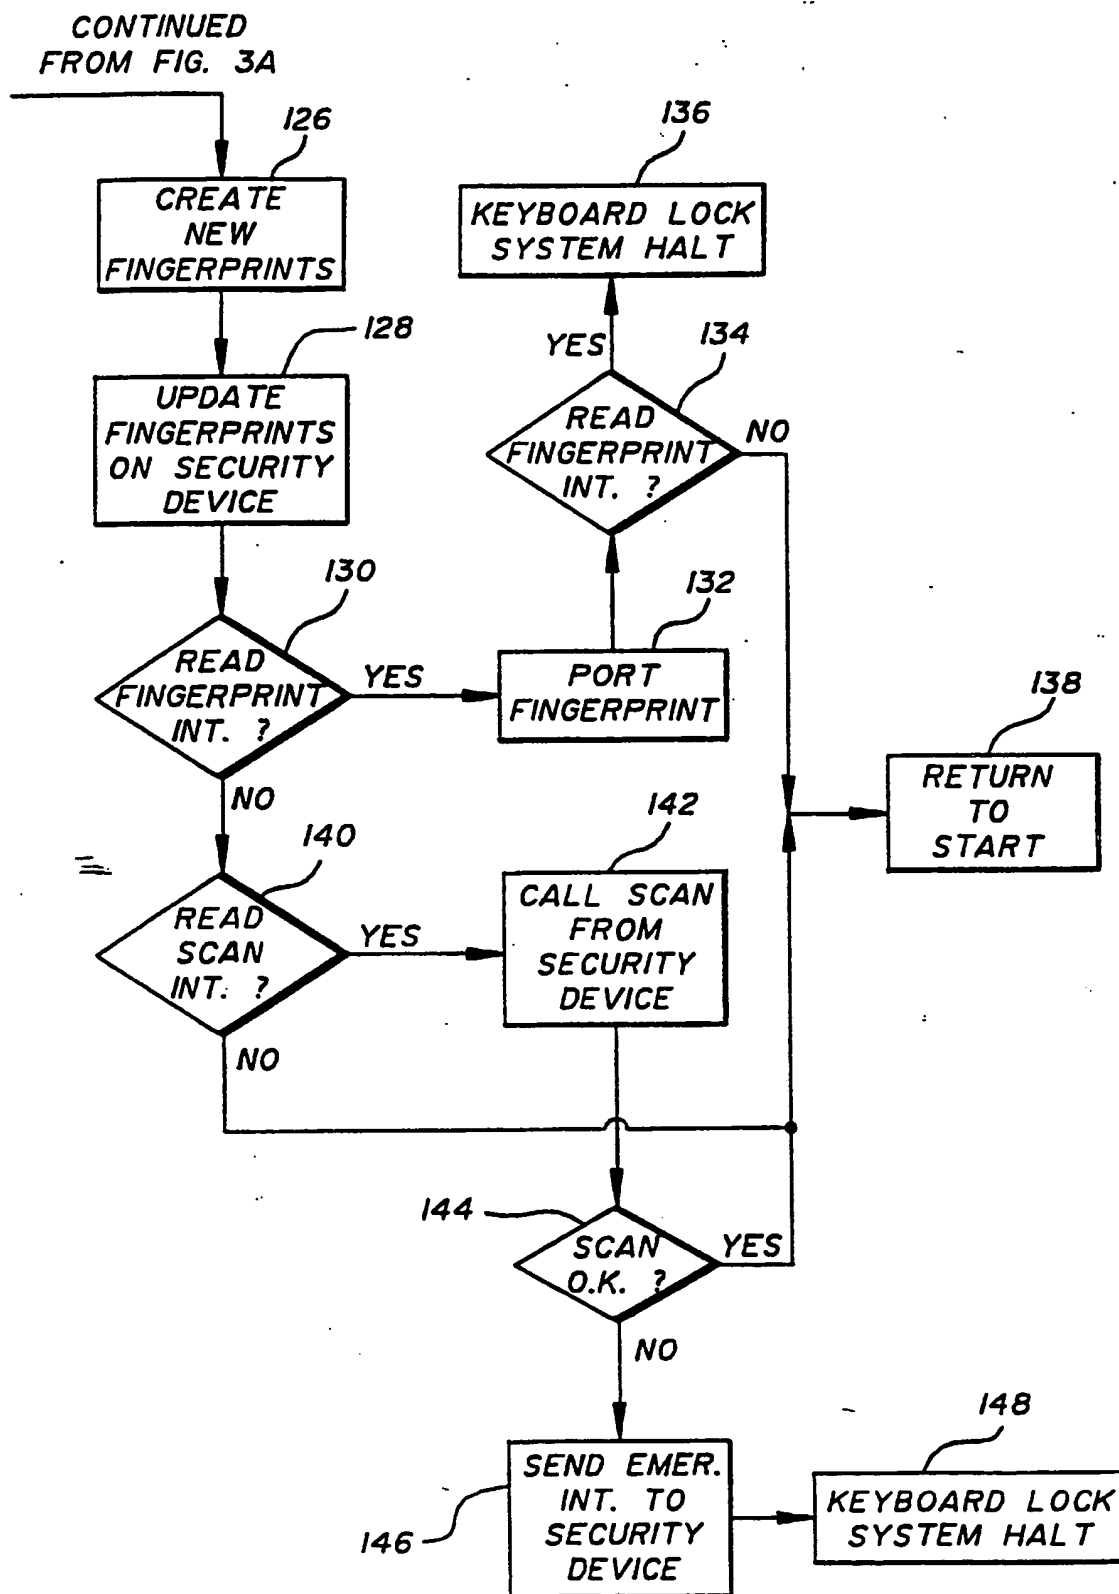 CONTINUED
FROM FIG. 3A
126
CREATE
NEW
FINGERPRINTS
128
UPDATE
FINGERPRINTS
ON SECURITY
DEVICE
130
READ
FINGERPRINT
INT. ?
YES
NO
132
PORT
FINGERPRINT
134
READ
FINGERPRINT
INT. ?
YES
NO
136
KEYBOARD LOCK
SYSTEM HALT
138
RETURN
TO
START
140
READ
SCAN
INT. ?
YES
NO
142
CALL SCAN
FROM
SECURITY
DEVICE
144
SCAN
O.K. ?
YES
NO
146
SEND EMER.
INT. TO
SECURITY
DEVICE
148
KEYBOARD LOCK
SYSTEM HALT